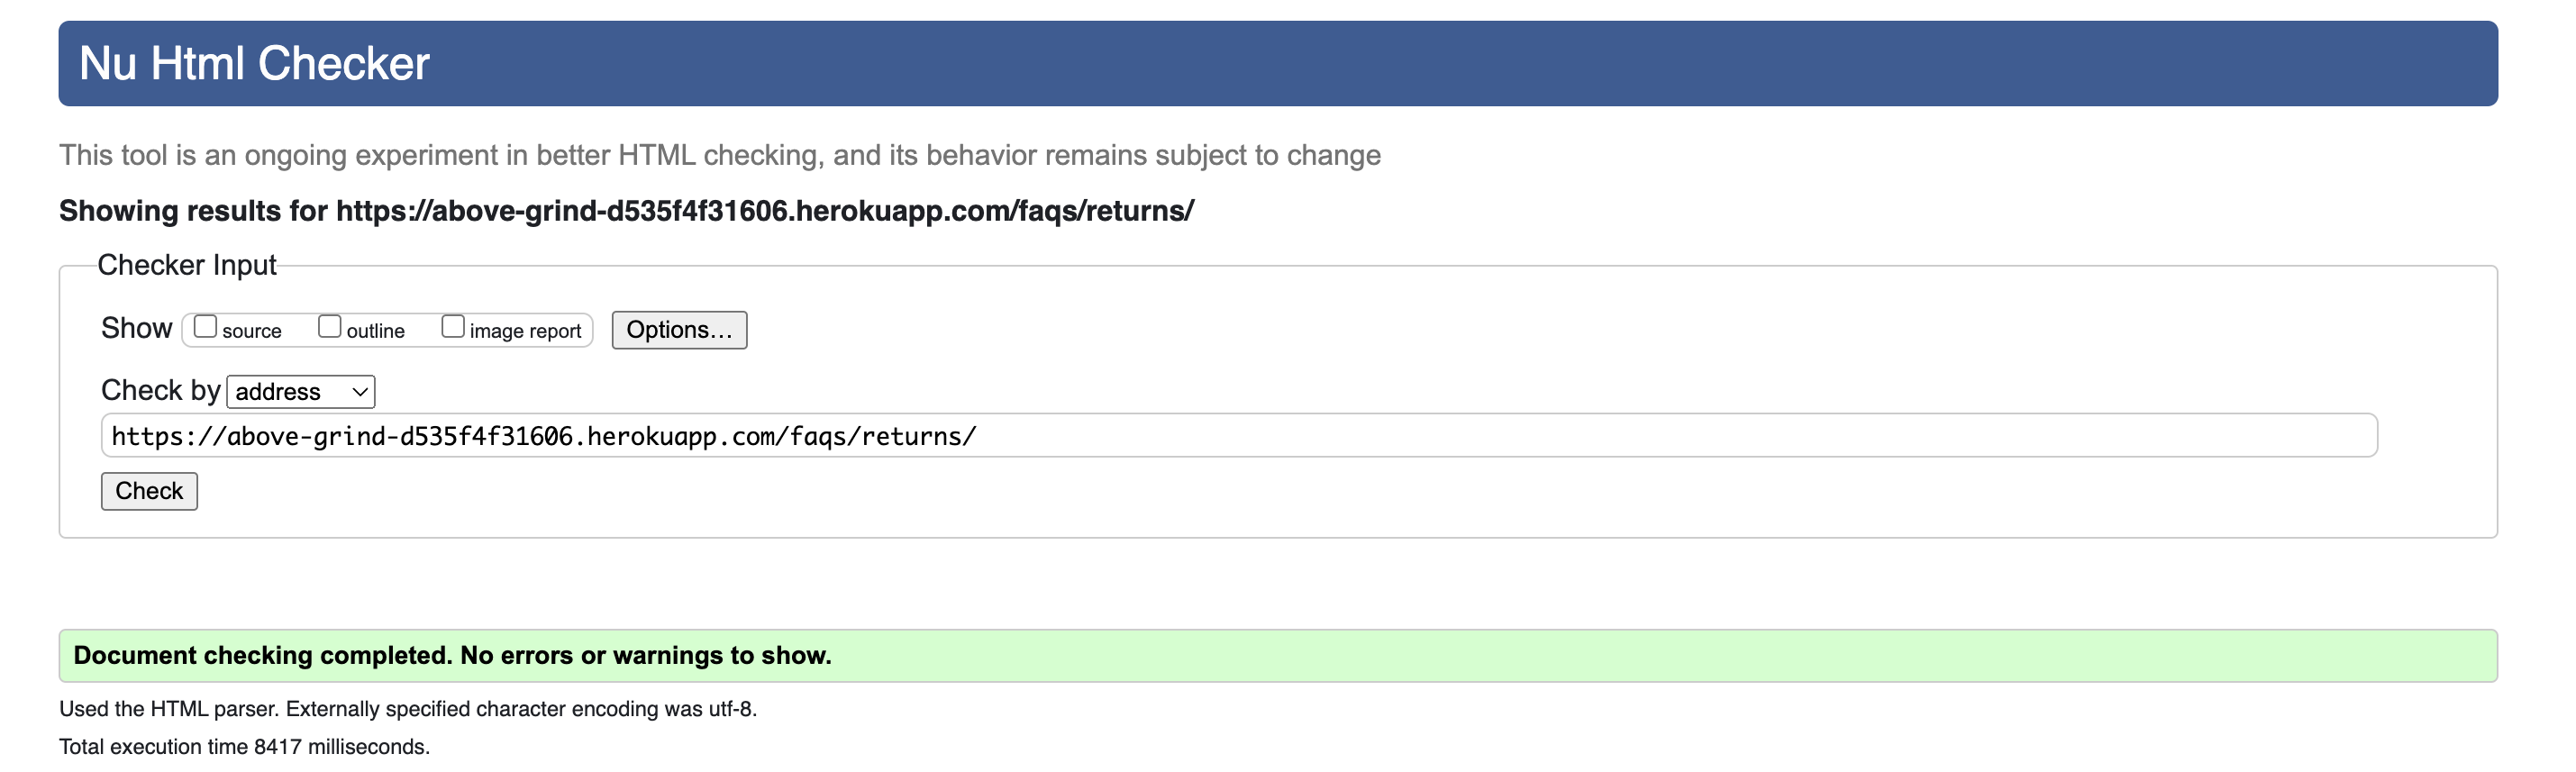 Nu Html Checker
This tool is an ongoing experiment in better HTML checking, and its behavior remains subject to change
Showing results for https://above-grind-d535f4f31606.herokuapp.com/faqs/returns/
Checker Input
Show source outline image report Options...
Check by address
https://above-grind-d535f4f31606.herokuapp.com/faqs/returns/
Check
Document checking completed. No errors or warnings to show.
Used the HTML parser. Externally specified character encoding was utf-8.
Total execution time 8417 milliseconds.